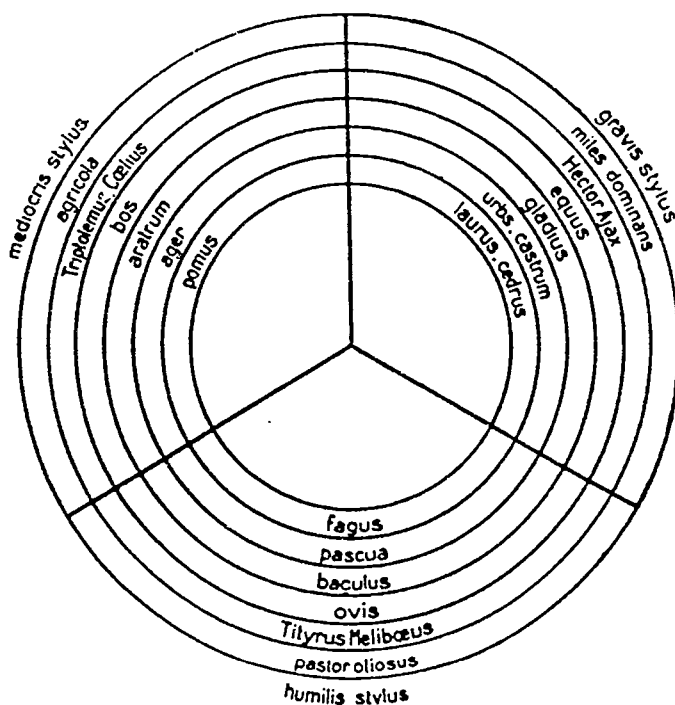 mediocris stylus
agricola
Triptolemus. Cœlius
bos
aratrum
ager
pomus
gravis stylus
miles dominans
Hector Ajax
equus
gladius
urbs. castrum
laurus. cedrus
fagus
pascua
baculus
ovis
Tityrus Melibœus
pastor otiosus
humilis stylus